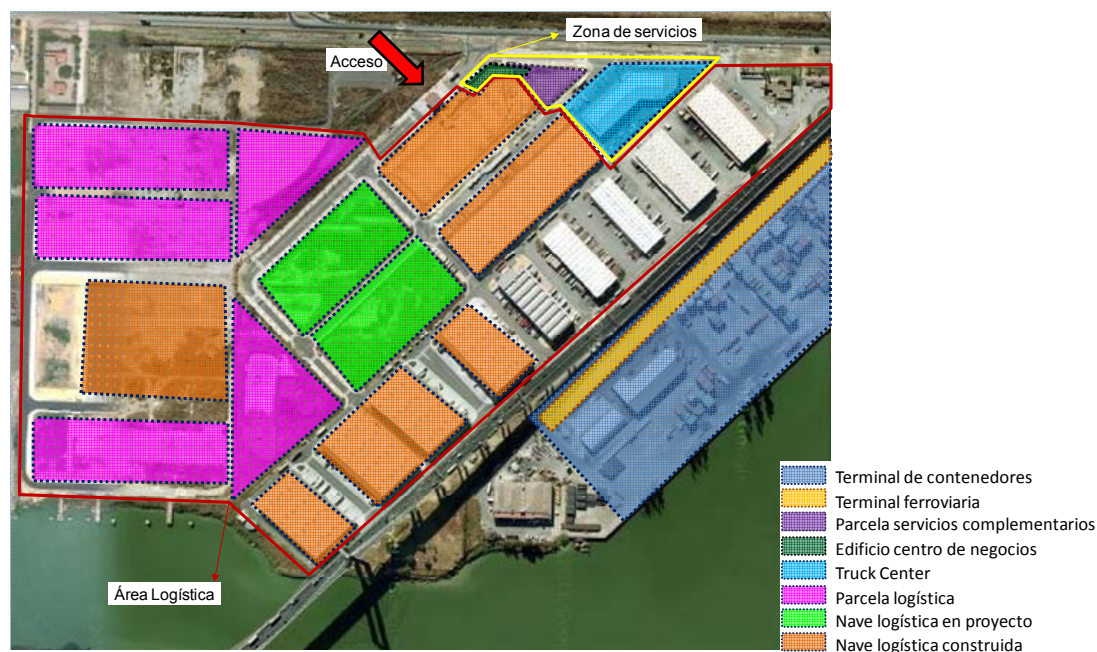 Zona de servicios
Acceso
Área Logística
Terminal de contenedores
Terminal ferroviaria
Parcela servicios complementarios
Edificio centro de negocios
Truck Center
Parcela logística
Nave logística en proyecto
Nave logística construida